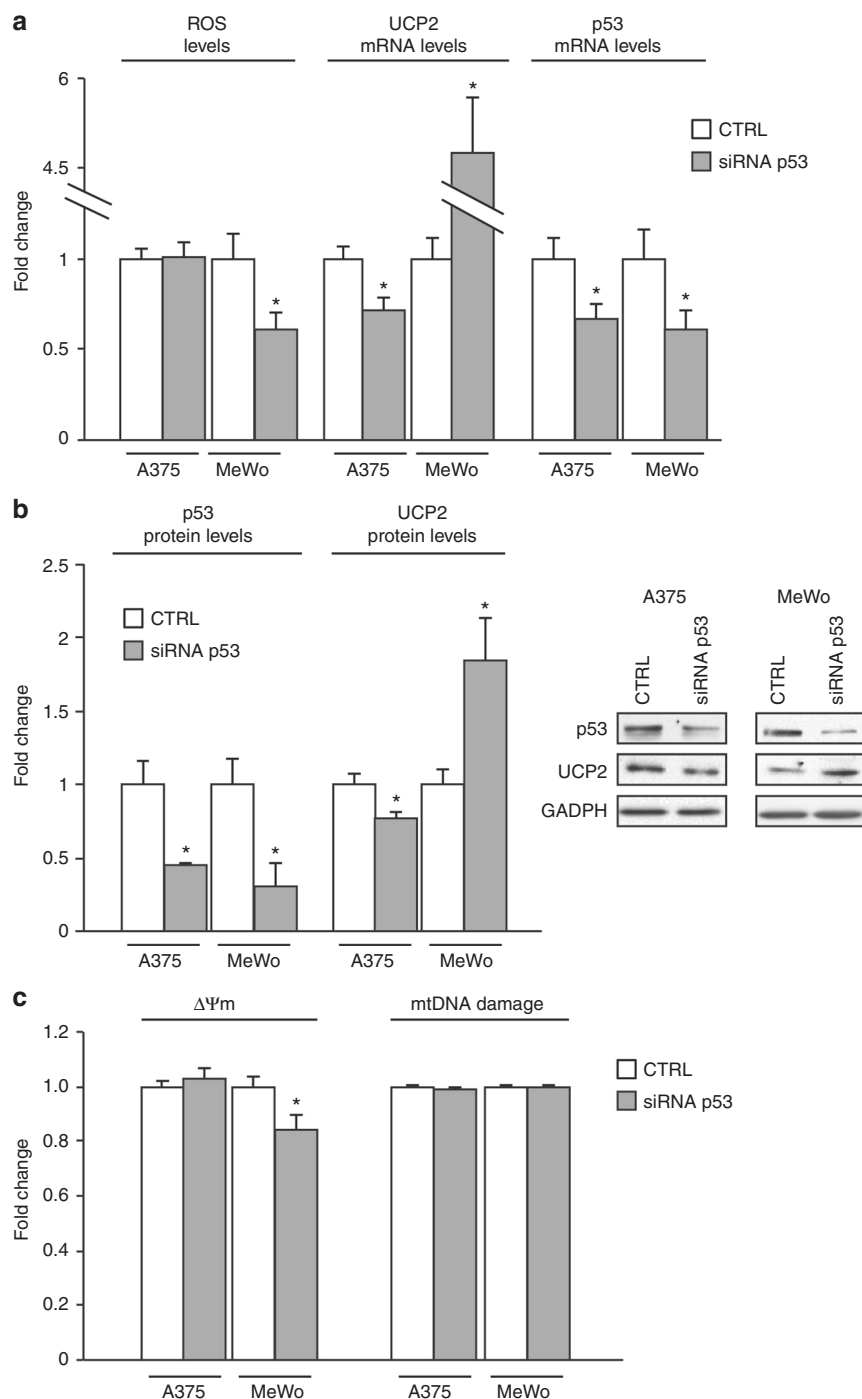 a
ROS
levels
UCP2
mRNA levels
p53
mRNA levels
6
4.5
1
0.5
0
Fold change
*
*
*
*
*
CTRL
siRNA p53
A375
MeWo
A375
MeWo
A375
MeWo
b
p53
protein levels
UCP2
protein levels
2.5
2
1.5
1
0.5
0
Fold change
CTRL
siRNA p53
*
*
*
*
A375
MeWo
A375
MeWo
A375
MeWo
CTRL
siRNA p53
CTRL
siRNA p53
p53
UCP2
GADPH
c
ΔΨm
mtDNA damage
1.2
1.0
0.8
0.6
0.4
0.2
0
Fold change
*
CTRL
siRNA p53
A375
MeWo
A375
MeWo